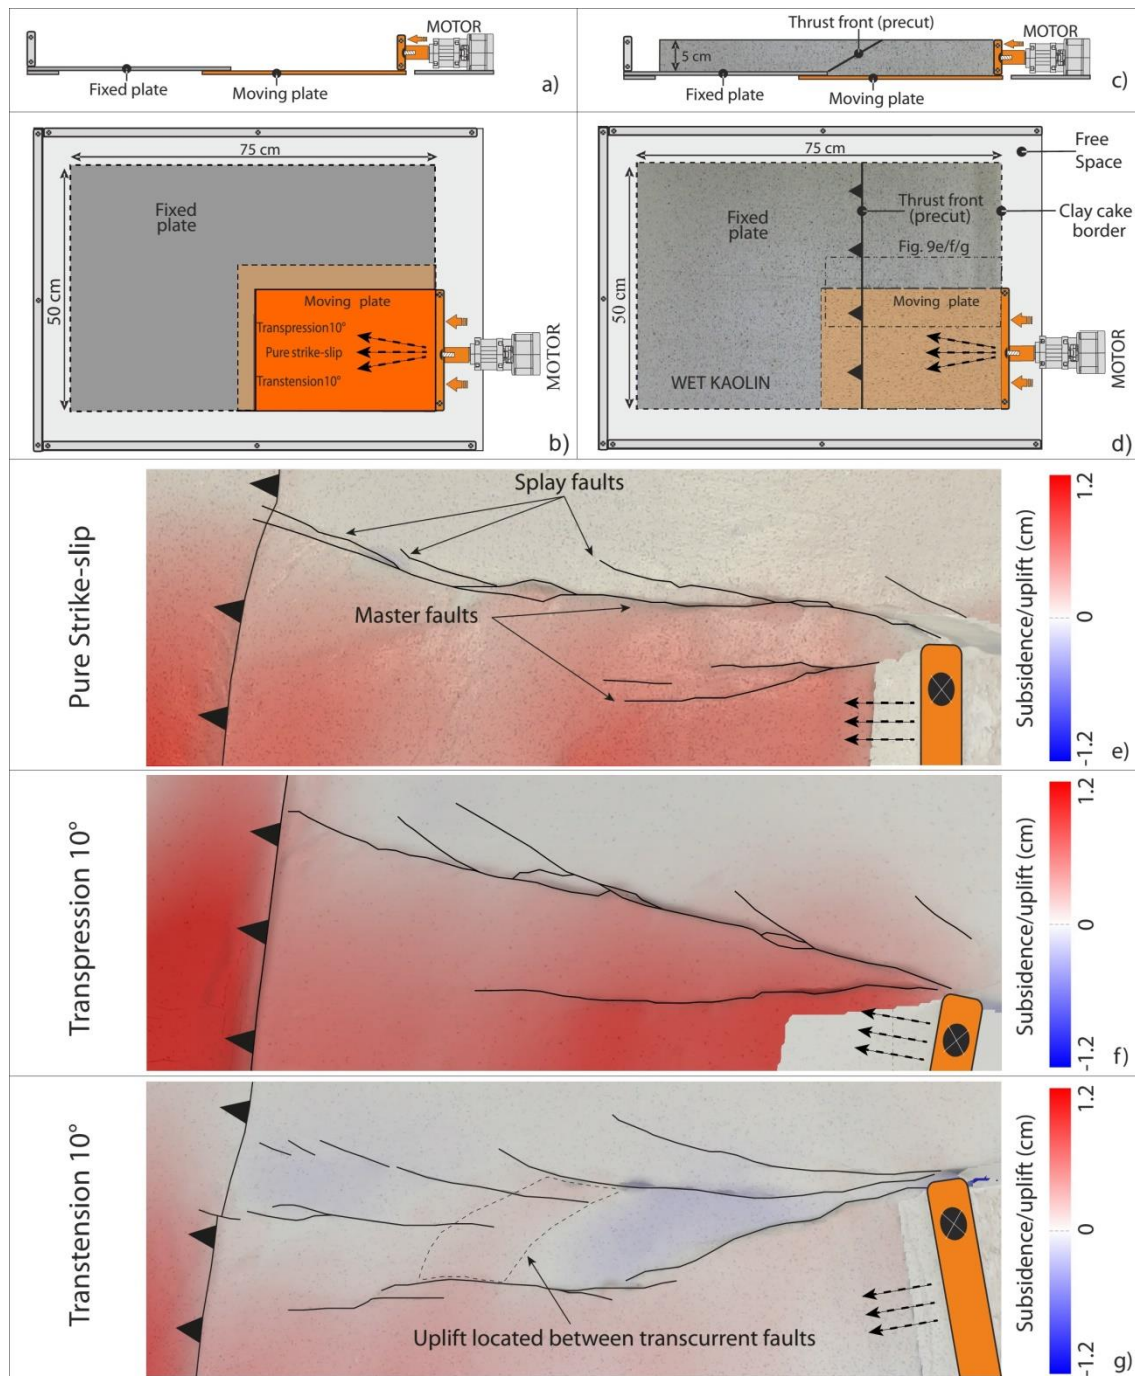 MOTOR
Fixed plate
Moving plate
a)
Thrust front (precut)
MOTOR
5 cm
Fixed plate
Moving plate
c)
75 cm
Fixed
plate
50 cm
Moving plate
Transpression 10°
Pure strike-slip
Transtension 10°
MOTOR
b)
75 cm
Free
Space
Fixed
plate
Thrust front
(precut)
Clay cake
border
Fig. 9e/f/g
50 cm
Moving plate
WET KAOLIN
MOTOR
d)
Pure Strike-slip
Splay faults
Master faults
Subsidence/uplift (cm)
1.2
0
-1.2
e)
Transpression 10°
Subsidence/uplift (cm)
1.2
0
-1.2
f)
Transtension 10°
Uplift located between transcurrent faults
Subsidence/uplift (cm)
1.2
0
-1.2
g)